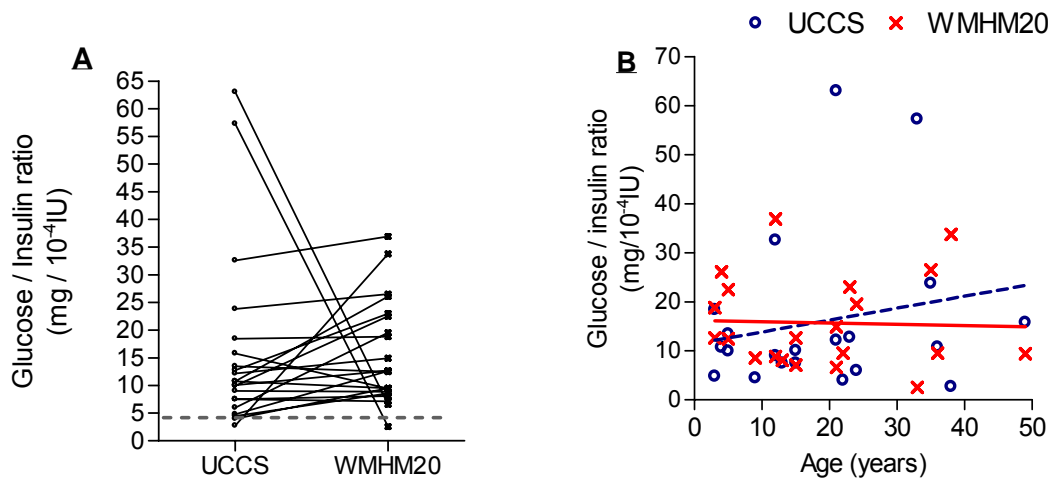 A
Glucose / Insulin ratio
(mg / 10⁻⁴IU)
65
60
55
50
45
40
35
30
25
20
15
10
5
0
UCCS WMHM20
UCCS WMHM20
B
Glucose / insulin ratio
(mg/10⁻⁴IU)
70
60
50
40
30
20
10
0
0 10 20 30 40 50
Age (years)